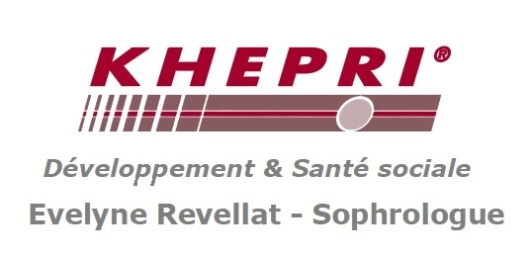 KHEPRI®
Développement & Santé sociale
Evelyne Revellat - Sophrologue